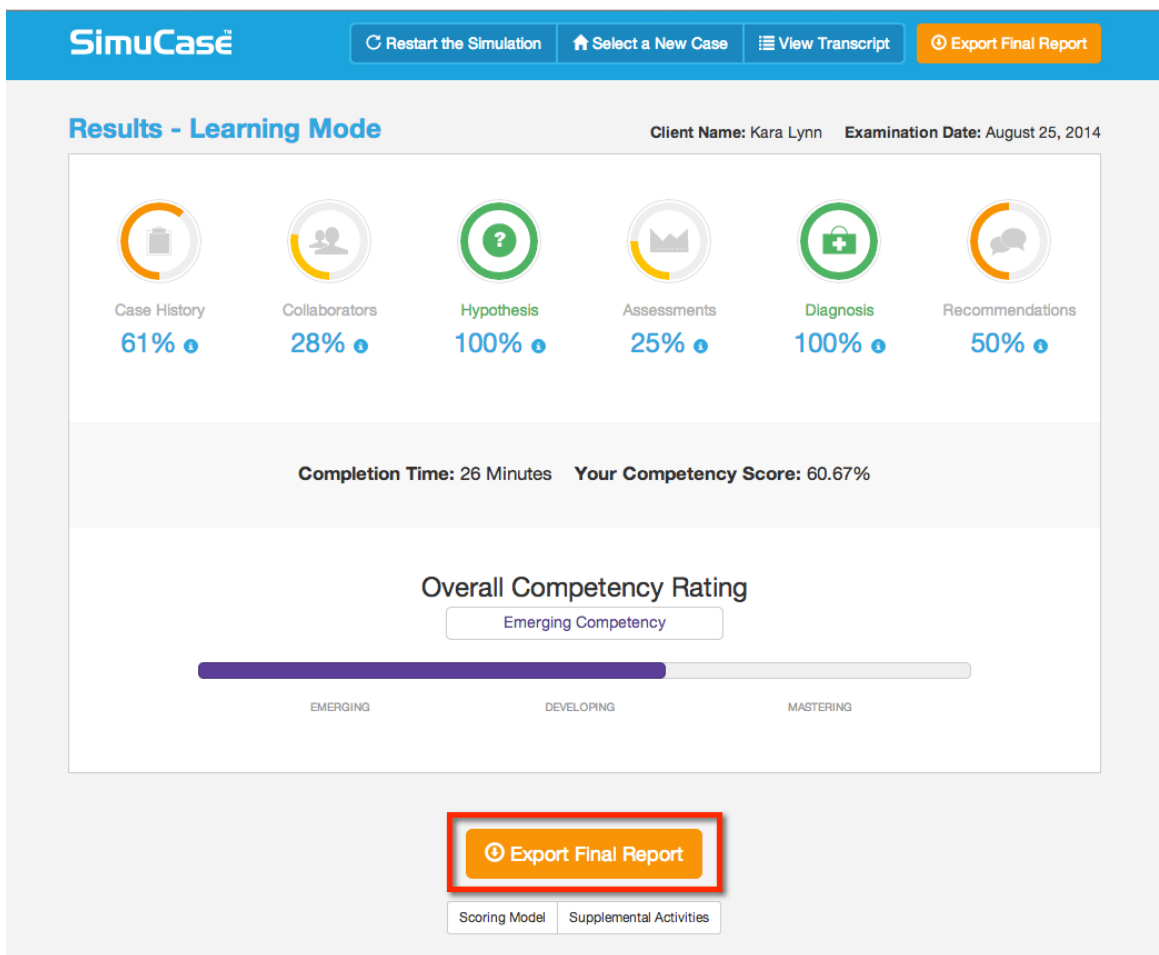 SimuCase™
Restart the Simulation
Select a New Case
View Transcript
Export Final Report
Results - Learning Mode
Client Name: Kara Lynn Examination Date: August 25, 2014
Case History
Collaborators
Hypothesis
Assessments
Diagnosis
Recommendations
61%
28%
100%
25%
100%
50%
Completion Time: 26 Minutes Your Competency Score: 60.67%
Overall Competency Rating
Emerging Competency
EMERGING
DEVELOPING
MASTERING
Export Final Report
Scoring Model
Supplemental Activities